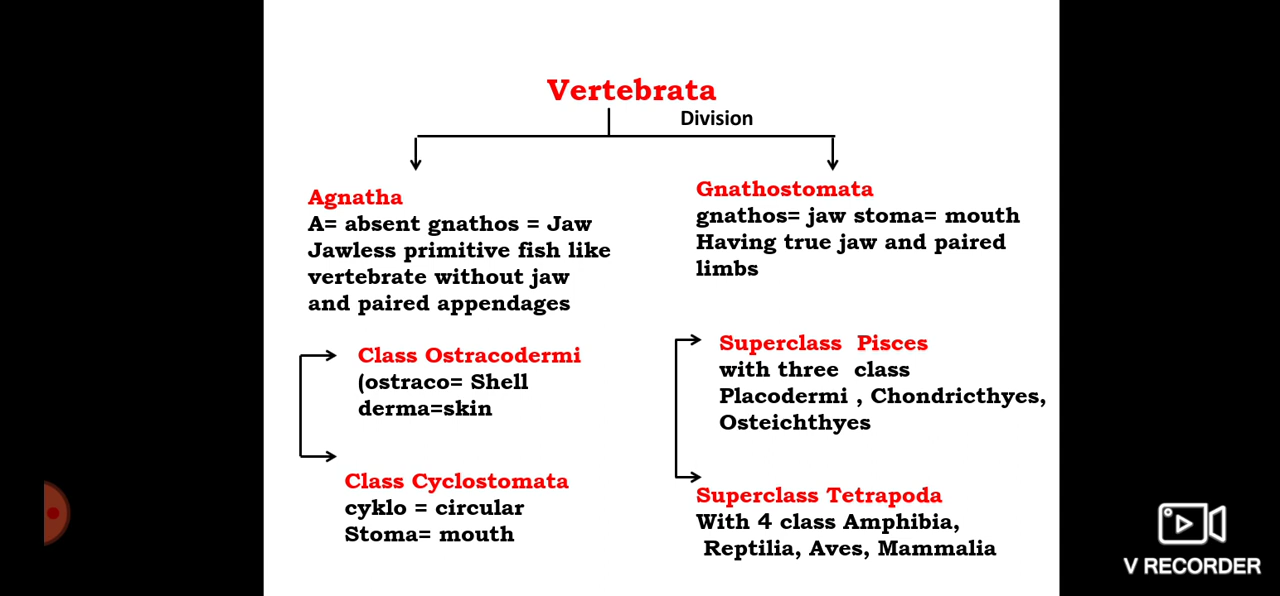 Vertebrata
Division
Agnatha
A= absent gnathos = Jaw
Jawless primitive fish like
vertebrate without jaw
and paired appendages
Class Ostracodermi
(ostraco= Shell
derma=skin
Class Cyclostomata
cyklo = circular
Stoma= mouth
Gnathostomata
gnathos= jaw stoma= mouth
Having true jaw and paired
limbs
Superclass Pisces
with three class
Placodermi , Chondricthyes,
Osteichthyes
Superclass Tetrapoda
With 4 class Amphibia,
Reptilia, Aves, Mammalia
V RECORDER